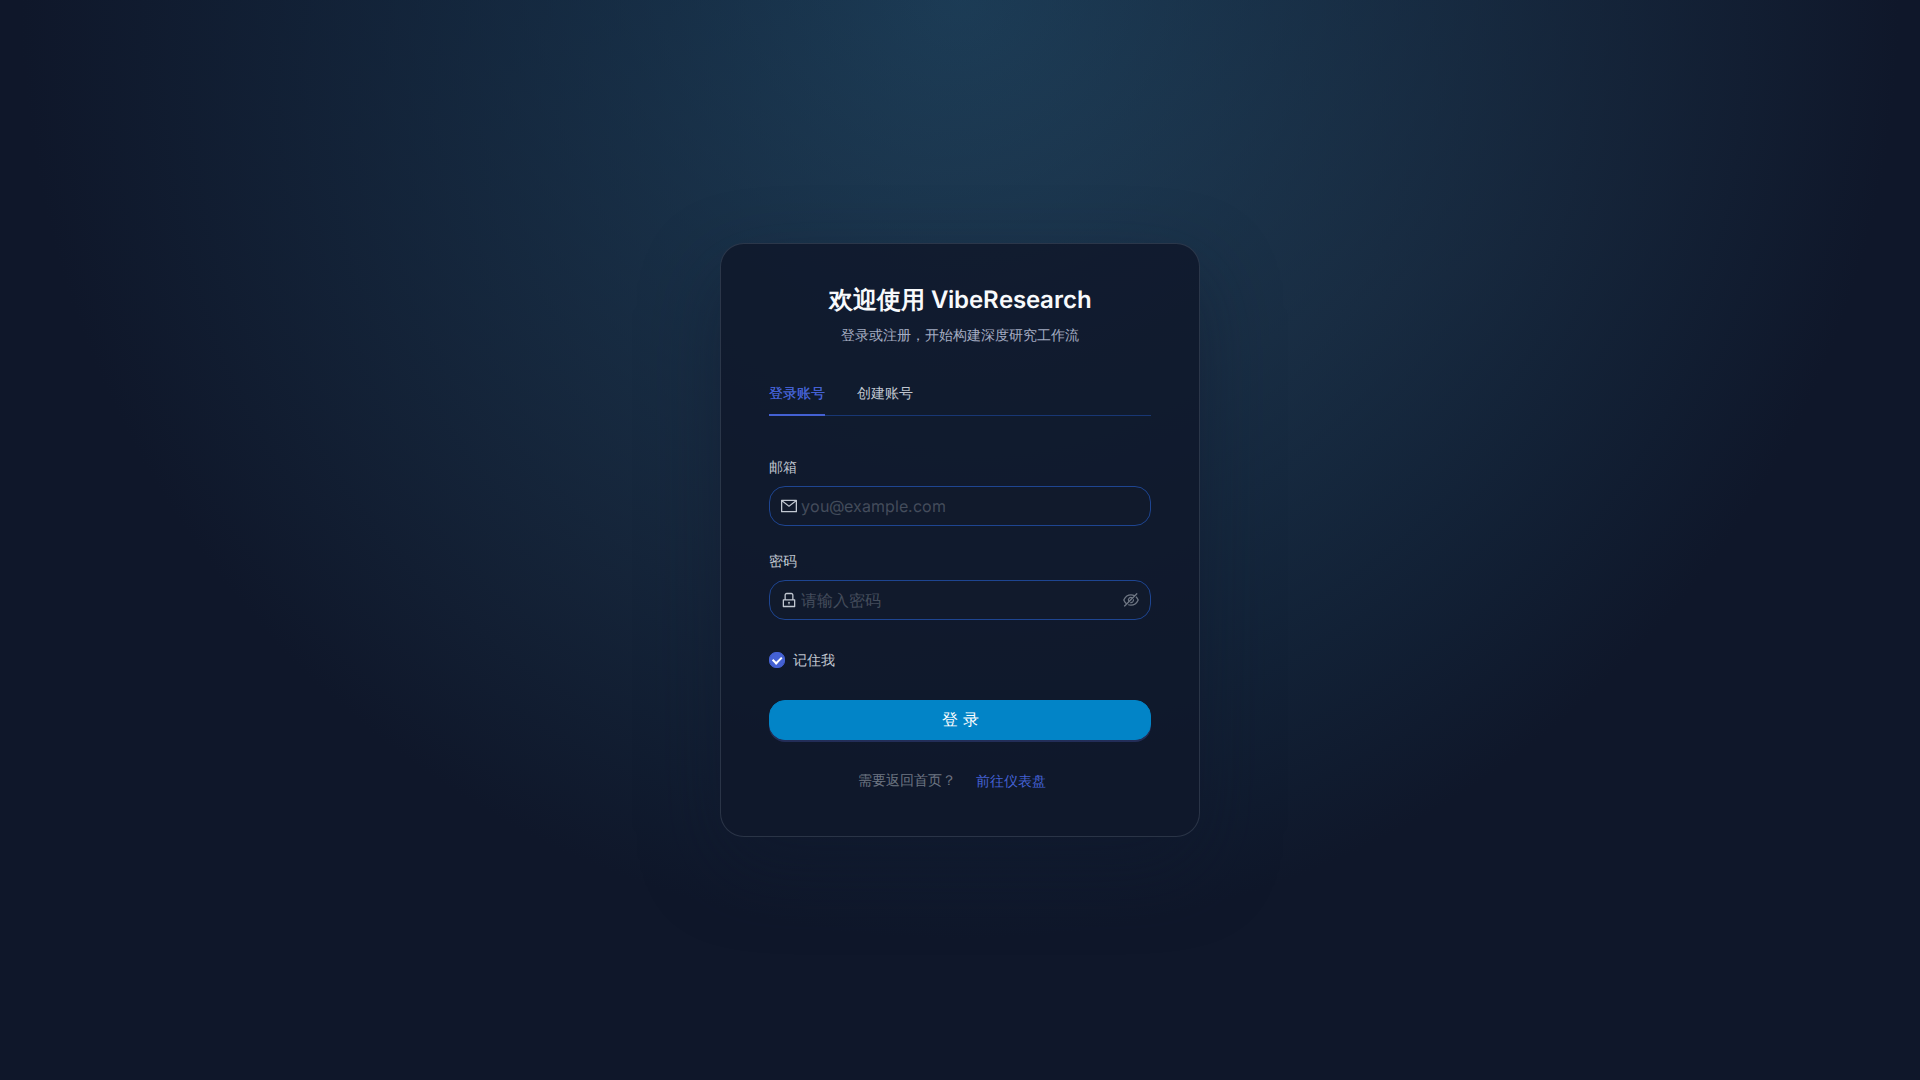 欢迎使用 VibeResearch
登录或注册，开始构建深度研究工作流
登录账号 创建账号
邮箱
you@example.com
密码
请输入密码
记住我
登 录
需要返回首页？ 前往仪表盘